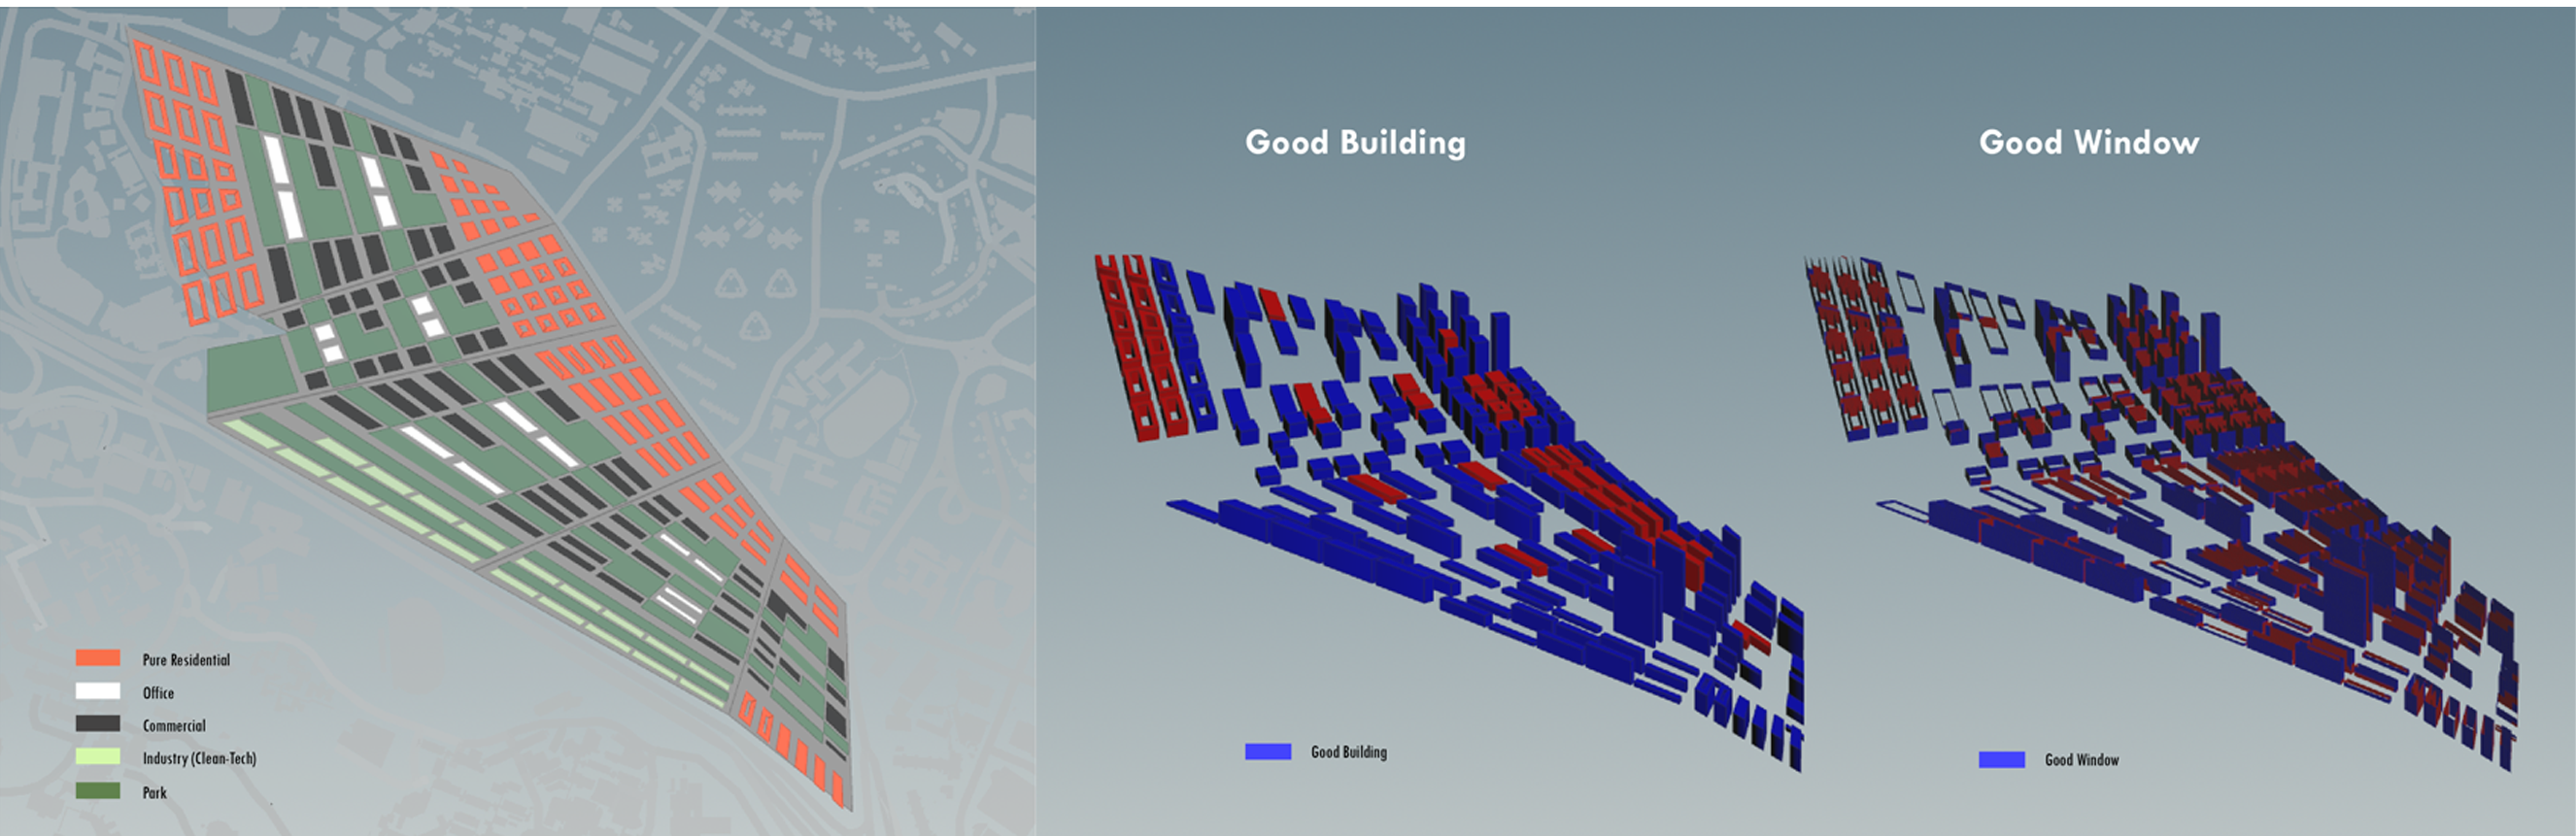 Good Building
Good Window
Pure Residential
Office
Commercial
Industry (Clean-Tech)
Park
Good Building
Good Window